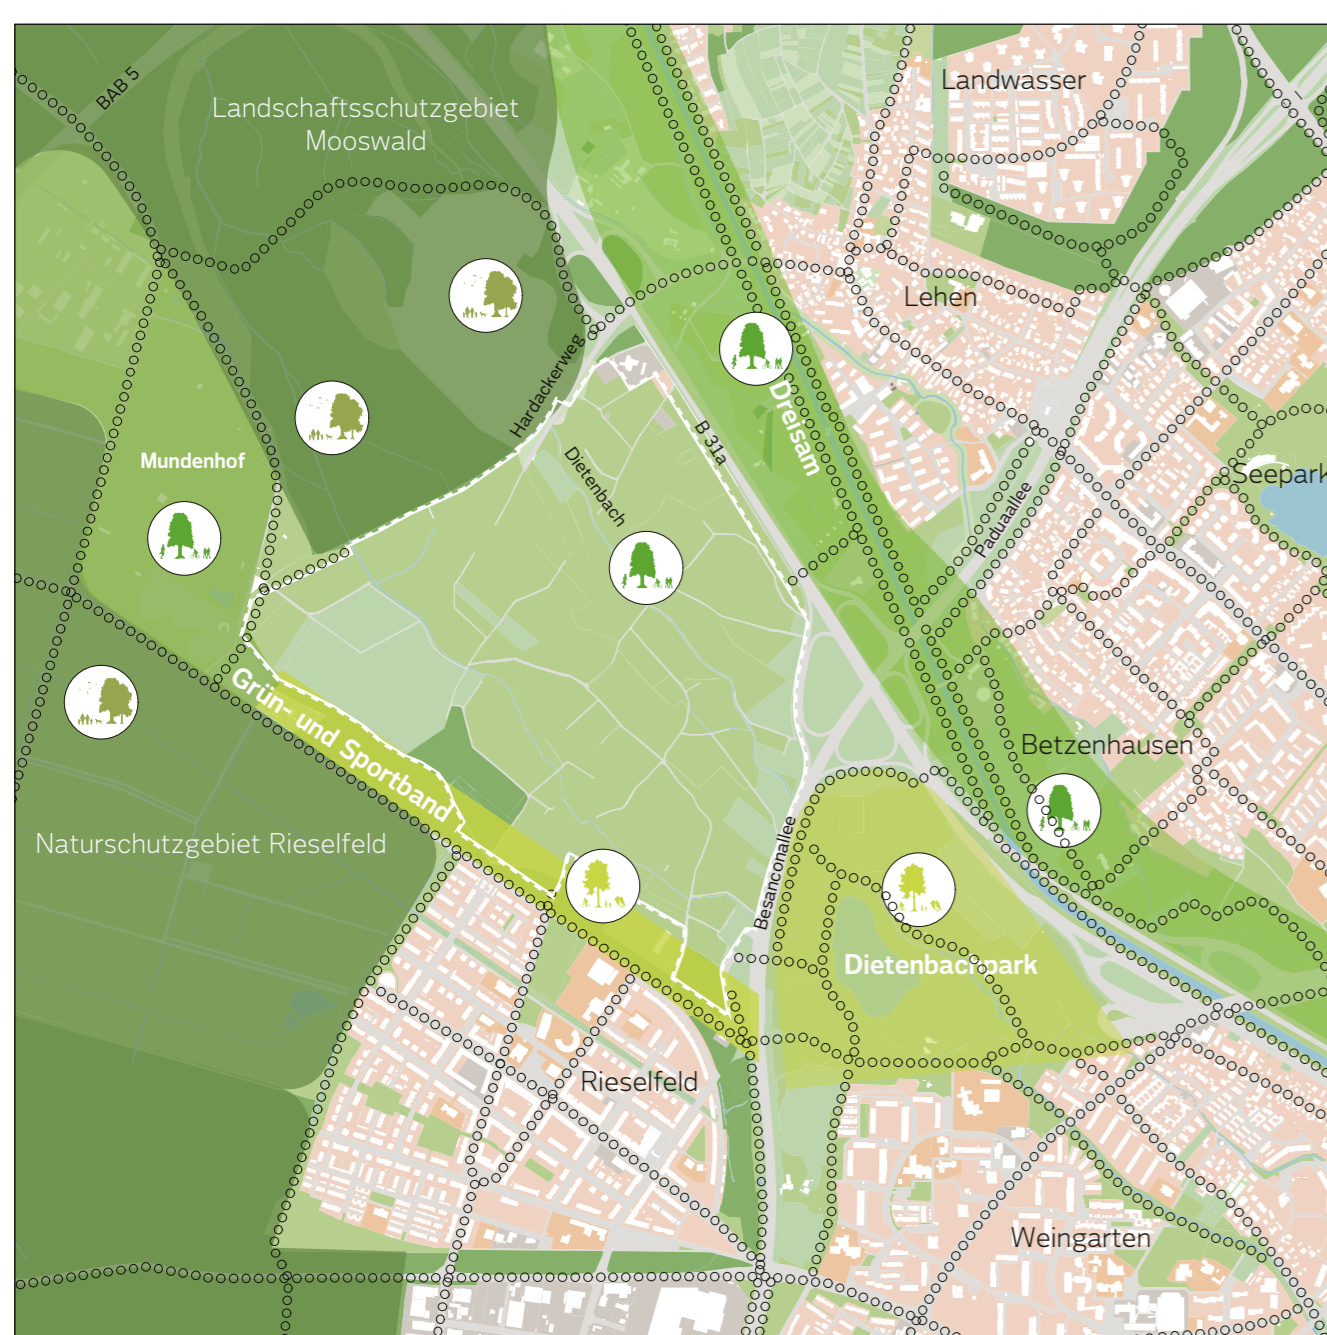 BAB 5
Landschaftsschutzgebiet
Mooswald
Landwasser
Lehen
Hardackerweg
B 31a
Dreisam
Mundenhof
Dietenbach
Seepark
Paduaallee
Grün- und Sportband
Betzenhausen
Naturschutzgebiet Rieselfeld
Besanconallee
Dietenbachpark
Rieselfeld
Weingarten